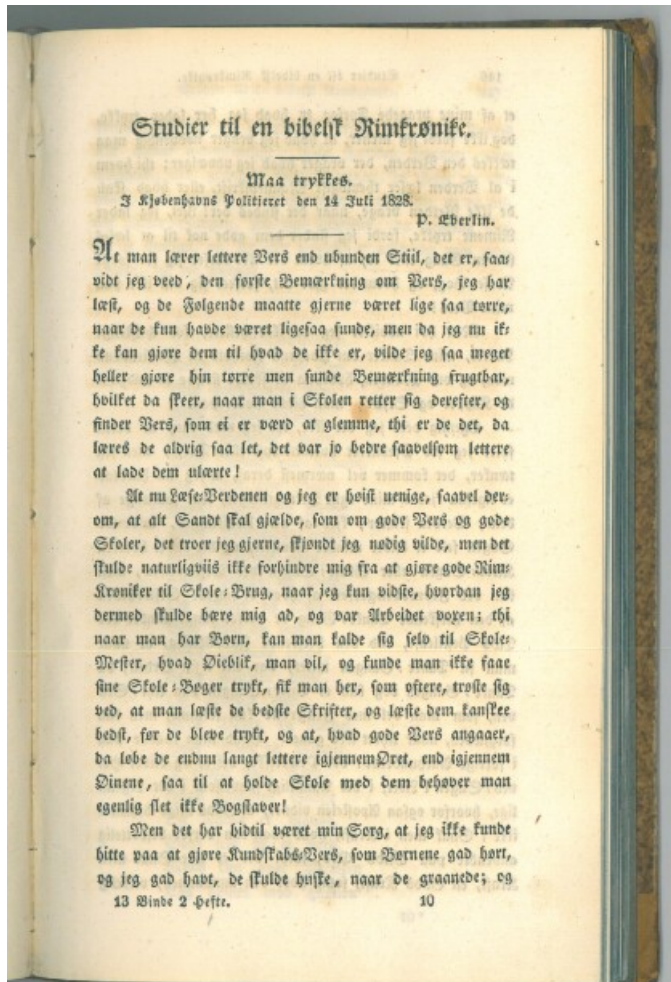 Studier til en bibelsk Rimkrønike.
Maa trykkes.
I Kjøbenhavns Politieret den 14 Juli 1828.
P. Eberlin.
At man lærer lettere Vers end ubunden Stiil, det er, saa-
vidt jeg veed, den første Bemærkning om Vers, jeg har
læst, og de Følgende maatte gjerne været lige saa tørre,
naar de kun havde været ligesaa sunde, men da jeg nu ik-
ke kan gjøre dem til hvad de ikke er, vilde jeg saa meget
heller gjøre hin tørre men sunde Bemærkning frugtbar,
hvilket da skeer, naar man i Skolen retter sig derefter, og
finder Vers, som ei er værd at glemme, thi er de det, da
læres de aldrig saa let, det var jo bedre saavelsom lettere
at lade dem ulærte!
At nu Læse-Verdenen og jeg er høist uenige, saavel der-
om, at alt Sandt skal gjælde, som om gode Vers og gode
Skoler, det troer jeg gjerne, skjøndt jeg nødig vilde, men det
skulde naturligviis ikke forhindre mig fra at gjøre gode Rim-
Krøniker til Skole-Brug, naar jeg kun vidste, hvordan jeg
dermed skulde bære mig ad, og var Arbeidet voxen; thi
naar man har Børn, kan man kalde sig selv til Skole-
Mester, hvad Øieblik, man vil, og kunde man ikke faae
sine Skole-Bøger trykt, fik man her, som oftere, trøste sig
ved, at man læste de bedste Skrifter, og læste dem kanskee
bedst, før de bleve trykt, og at, hvad gode Vers angaaer,
da løbe de endnu langt lettere igjennem Øret, end igjennem
Øinene, saa til at holde Skole med dem behøver man
egenlig slet ikke Bogstaver!
Men det har hidtil været min Sorg, at jeg ikke kunde
hitte paa at gjøre Kundskabs-Vers, som Børnene gad hørt,
og jeg gad havt, de skulde huske, naar de graanede; og
13 Binds 2 Hefte. 10